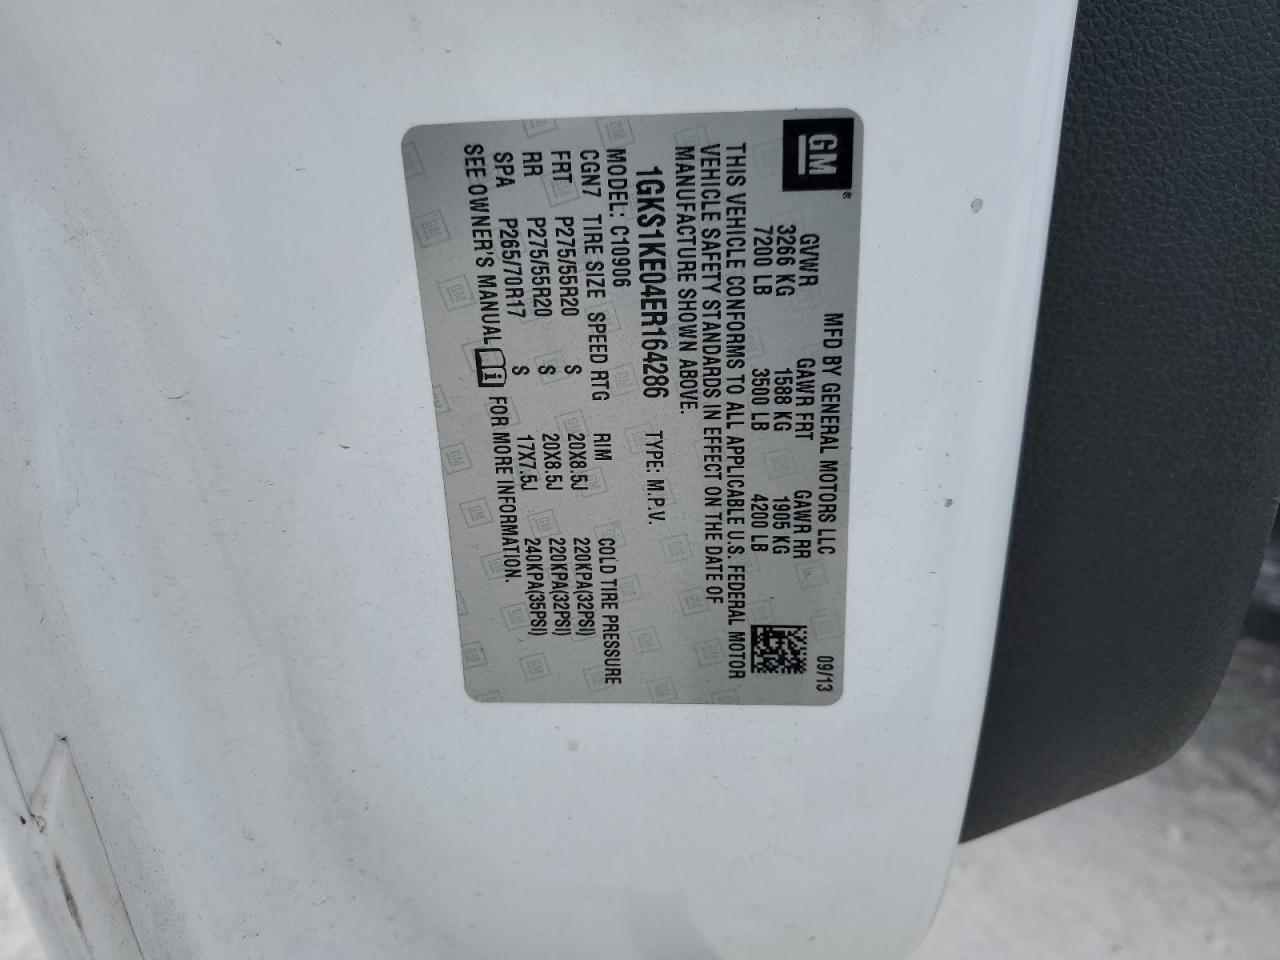 GM®
MFD BY GENERAL MOTORS LLC 09/13
GVWR GAWR FRT GAWR RR
3266 KG 1588 KG 1905 KG
7200 LB 3500 LB 4200 LB
THIS VEHICLE CONFORMS TO ALL APPLICABLE U.S. FEDERAL MOTOR
VEHICLE SAFETY STANDARDS IN EFFECT ON THE DATE OF
MANUFACTURE SHOWN ABOVE.
1GKS1KE04ER164286 TYPE: M.P.V.
MODEL: C10906
CGN7 TIRE SIZE SPEED RTG RIM COLD TIRE PRESSURE
FRT P275/55R20 S 20X8.5J 220KPA(32PSI)
RR P275/55R20 S 20X8.5J 220KPA(32PSI)
SPA P265/70R17 S 17X7.5J 240KPA(35PSI)
SEE OWNER'S MANUAL i FOR MORE INFORMATION.